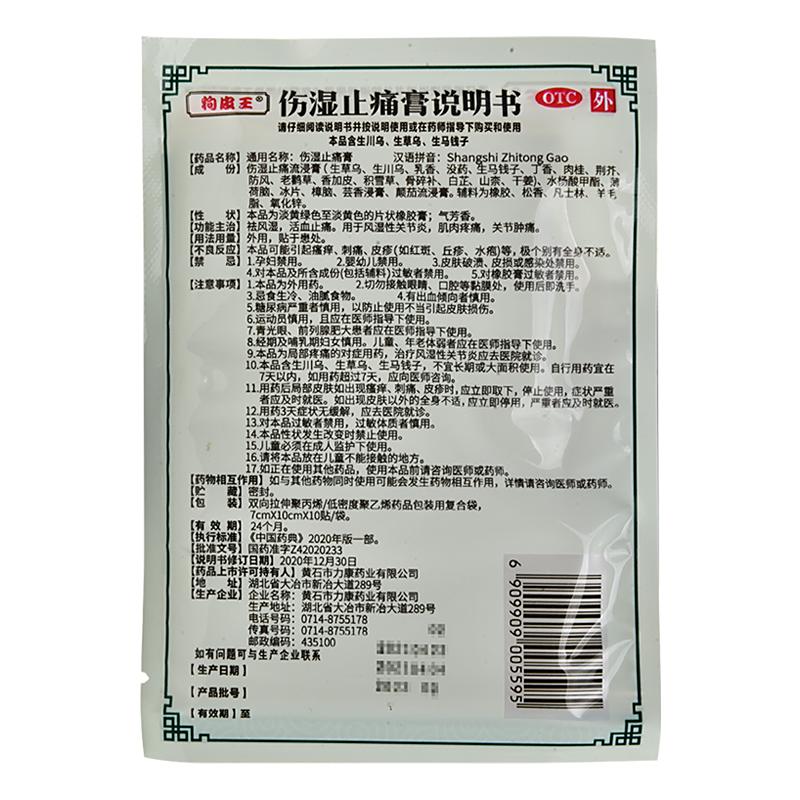 狗皮王®
伤湿止痛膏说明书
OTC
外
请仔细阅读说明书并按说明使用或在药师指导下购买和使用
本品含生川乌、生草乌、生马钱子
【药品名称】通用名称：伤湿止痛膏 汉语拼音：Shangshi Zhitong Gao
【成 份】伤湿止痛流浸膏（生草乌、生川乌、乳香、没药、生马钱子、丁香、肉桂、荆芥、
防风、老鹳草、香加皮、积雪草、骨碎补、白芷、山柰、干姜）、水杨酸甲酯、薄
荷脑、冰片、樟脑、芸香浸膏、颠茄流浸膏。辅料为橡胶、松香、凡士林、羊毛
脂、氧化锌。
【性 状】本品为淡黄绿色至淡黄色的片状橡胶膏；气芳香。
【功能主治】祛风湿，活血止痛。用于风湿性关节炎，肌肉疼痛，关节肿痛。
【用法用量】外用，贴于患处。
【不良反应】本品可能引起瘙痒、刺痛、皮疹(如红斑、丘疹、水疱)等，极个别有全身不适。
【禁 忌】1.孕妇禁用。 2.婴幼儿禁用。 3.皮肤破溃、皮损或感染处禁用。
4.对本品及所含成份(包括辅料)过敏者禁用。 5.对橡胶膏过敏者禁用。
【注意事项】1.本品为外用药。 2.切勿接触眼睛、口腔等黏膜处，使用后即洗手。
3.忌食生冷、油腻食物。 4.有出血倾向者慎用。
5.糖尿病严重者慎用，以防止使用不当引起皮肤损伤。
6.运动员慎用，且应在医师指导下使用。
7.青光眼、前列腺肥大患者应在医师指导下使用。
8.经期及哺乳期妇女慎用。儿童、年老体弱者应在医师指导下使用。
9.本品为局部疼痛的对症用药，治疗风湿性关节炎应去医院就诊。
10.本品含生川乌、生草乌、生马钱子，不宜长期或大面积使用。自行用药宜在
7天以内，如用药超过7天，应向医师咨询。
11.用药后局部皮肤如出现瘙痒、刺痛、皮疹时，应立即取下，停止使用，症状严重
者应及时就医。如出现皮肤以外的全身不适，应立即停用，严重者应及时就医。
12.用药3天症状无缓解，应去医院就诊。
13.对本品过敏者禁用，过敏体质者慎用。
14.本品性状发生改变时禁止使用。
15.儿童必须在成人监护下使用。
16.请将本品放在儿童不能接触的地方。
17.如正在使用其他药品，使用本品前请咨询医师或药师。
【药物相互作用】如与其他药物同时使用可能会发生药物相互作用，详情请咨询医师或药师。
【贮 藏】密封。
【包 装】双向拉伸聚丙烯/低密度聚乙烯药品包装用复合袋，
7cmX10cmX10贴/袋。
【有 效 期】24个月。
【执行标准】《中国药典》2020年版一部。
【批准文号】国药准字Z42020233
【说明书修订日期】2020年12月30日
【药品上市许可持有人】黄石市力康药业有限公司
【地 址】湖北省大冶市新冶大道289号
【生产企业】企业名称：黄石市力康药业有限公司
生产地址：湖北省大冶市新冶大道289号
电话号码：0714-8755178
传真号码：0714-8755178
邮政编码：435100
如有问题可与生产企业联系
【生产日期】
【产品批号】
【有效期】至
6 906609 005595